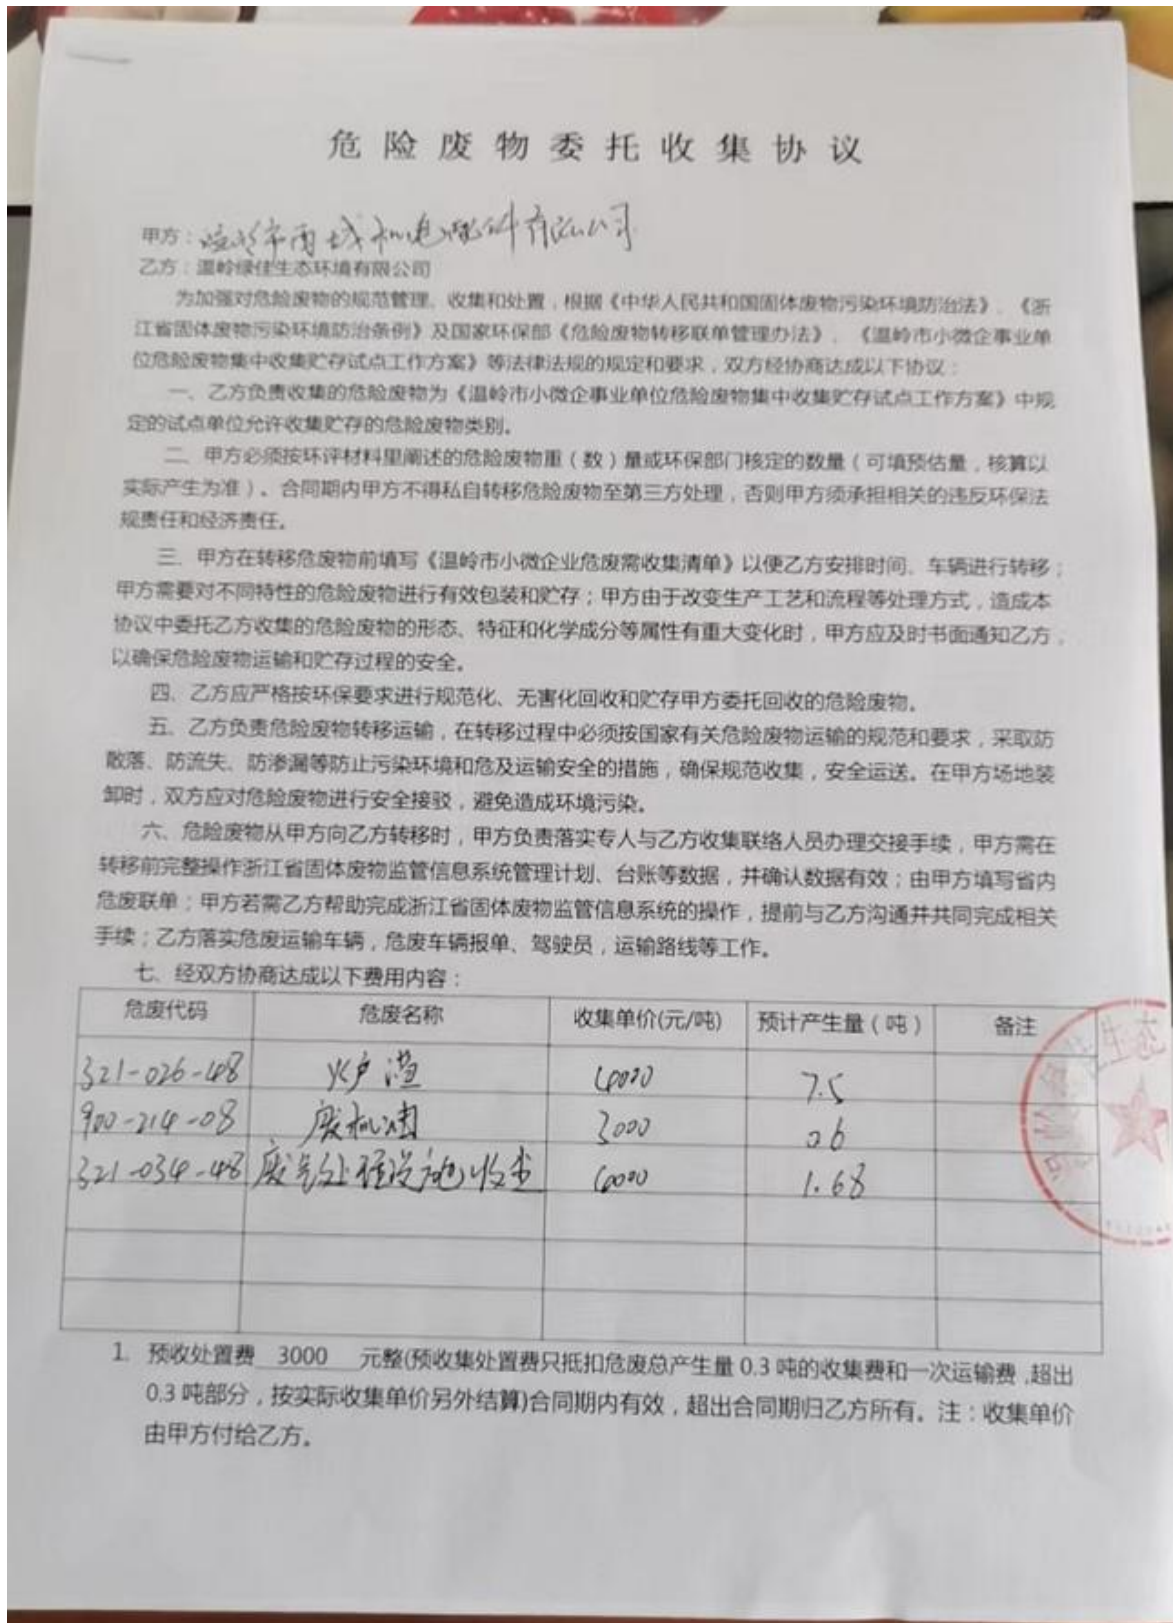 危险废物委托收集协议
甲方：温岭市西城机电配件有限公司
乙方：温岭绿佳生态环境有限公司
为加强对危险废物的规范管理、收集和处置，根据《中华人民共和国固体废物污染环境防治法》、《浙
江省固体废物污染环境防治条例》及国家环保部《危险废物转移联单管理办法》、《温岭市小微企事业单
位危险废物集中收集贮存试点工作方案》等法律法规的规定和要求，双方经协商达成以下协议：
一、乙方负责收集的危险废物为《温岭市小微企事业单位危险废物集中收集贮存试点工作方案》中规
定的试点单位允许收集贮存的危险废物类别。
二、甲方必须按环评材料里阐述的危险废物重（数）量或环保部门核定的数量（可填预估量，核算以
实际产生为准）。合同期内甲方不得私自转移危险废物至第三方处理，否则甲方须承担相关的违反环保法
规责任和经济责任。
三、甲方在转移危废物前填写《温岭市小微企业危废需收集清单》以便乙方安排时间、车辆进行转移；
甲方需要对不同特性的危险废物进行有效包装和贮存；甲方由于改变生产工艺和流程等处理方式，造成本
协议中委托乙方收集的危险废物的形态、特征和化学成分等属性有重大变化时，甲方应及时书面通知乙方，
以确保危险废物运输和贮存过程的安全。
四、乙方应严格按环保要求进行规范化、无害化回收和贮存甲方委托回收的危险废物。
五、乙方负责危险废物转移运输，在转移过程中必须按国家有关危险废物运输的规范和要求，采取防
散落、防流失、防渗漏等防止污染环境和危及运输安全的措施，确保规范收集，安全运送。在甲方场地装
卸时，双方应对危险废物进行安全接驳，避免造成环境污染。
六、危险废物从甲方向乙方转移时，甲方负责落实专人与乙方收集联络人员办理交接手续，甲方需在
转移前完整操作浙江省固体废物监管信息系统管理计划、台账等数据，并确认数据有效；由甲方填写省内
危废联单；甲方若需乙方帮助完成浙江省固体废物监管信息系统的操作，提前与乙方沟通并共同完成相关
手续；乙方落实危废运输车辆，危废车辆报单、驾驶员，运输路线等工作。
七、经双方协商达成以下费用内容：
危废代码 危废名称 收集单价(元/吨) 预计产生量（吨） 备注
321-026-48 炉渣 7.5
900-214-08 废机油 3000 0.6
321-034-48 废气处理设施收尘 1.68
生态
1. 预收处置费 3000 元整(预收集处置费只抵扣危废总产生量 0.3 吨的收集费和一次运输费，超出
0.3 吨部分，按实际收集单价另外结算)合同期内有效，超出合同期归乙方所有。注：收集单价
由甲方付给乙方。